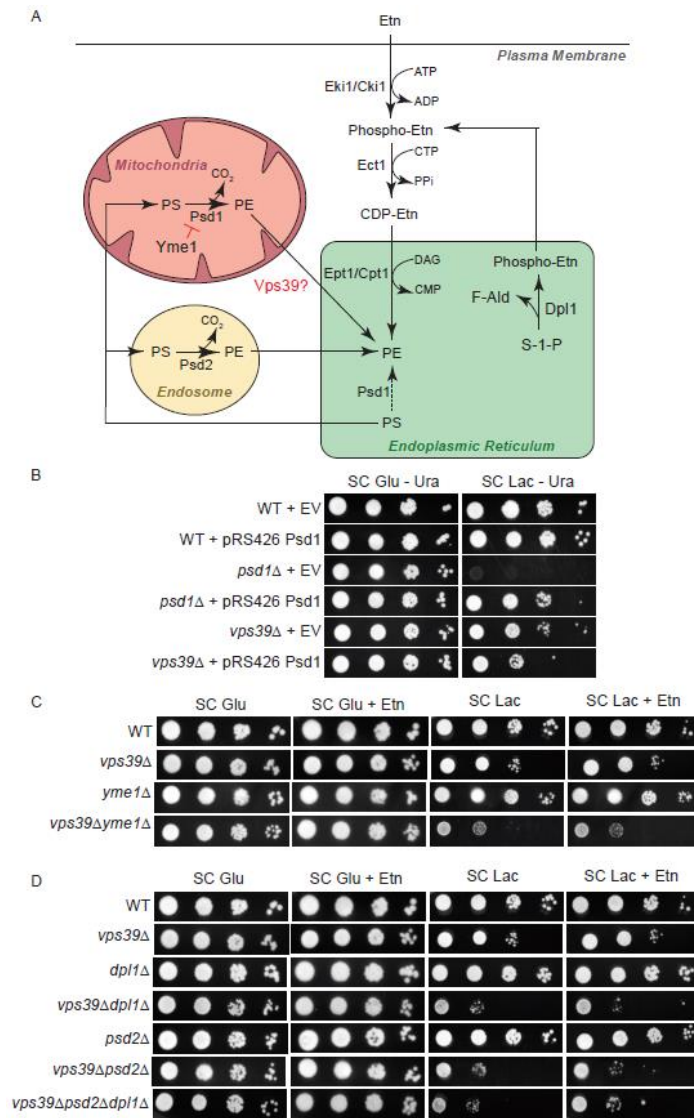 A
Etn
Plasma Membrane
ATP
Eki1/Cki1
ADP
Phospho-Etn
Mitochondria
CO2
Ect1
CTP
PPi
PS
PE
Psd1
Yme1
CDP-Etn
Vps39?
Ept1/Cpt1
DAG
CMP
Phospho-Etn
F-Ald
Dpl1
S-1-P
CO2
PS
PE
Psd2
Endosome
PE
Psd1
PS
Endoplasmic Reticulum
B
SC Glu - Ura
SC Lac - Ura
WT + EV
WT + pRS426 Psd1
psd1Δ + EV
psd1Δ + pRS426 Psd1
vps39Δ + EV
vps39Δ + pRS426 Psd1
C
SC Glu
SC Glu + Etn
SC Lac
SC Lac + Etn
WT
vps39Δ
yme1Δ
vps39Δyme1Δ
D
SC Glu
SC Glu + Etn
SC Lac
SC Lac + Etn
WT
vps39Δ
dpl1Δ
vps39Δdpl1Δ
psd2Δ
vps39Δpsd2Δ
vps39Δpsd2Δdpl1Δ